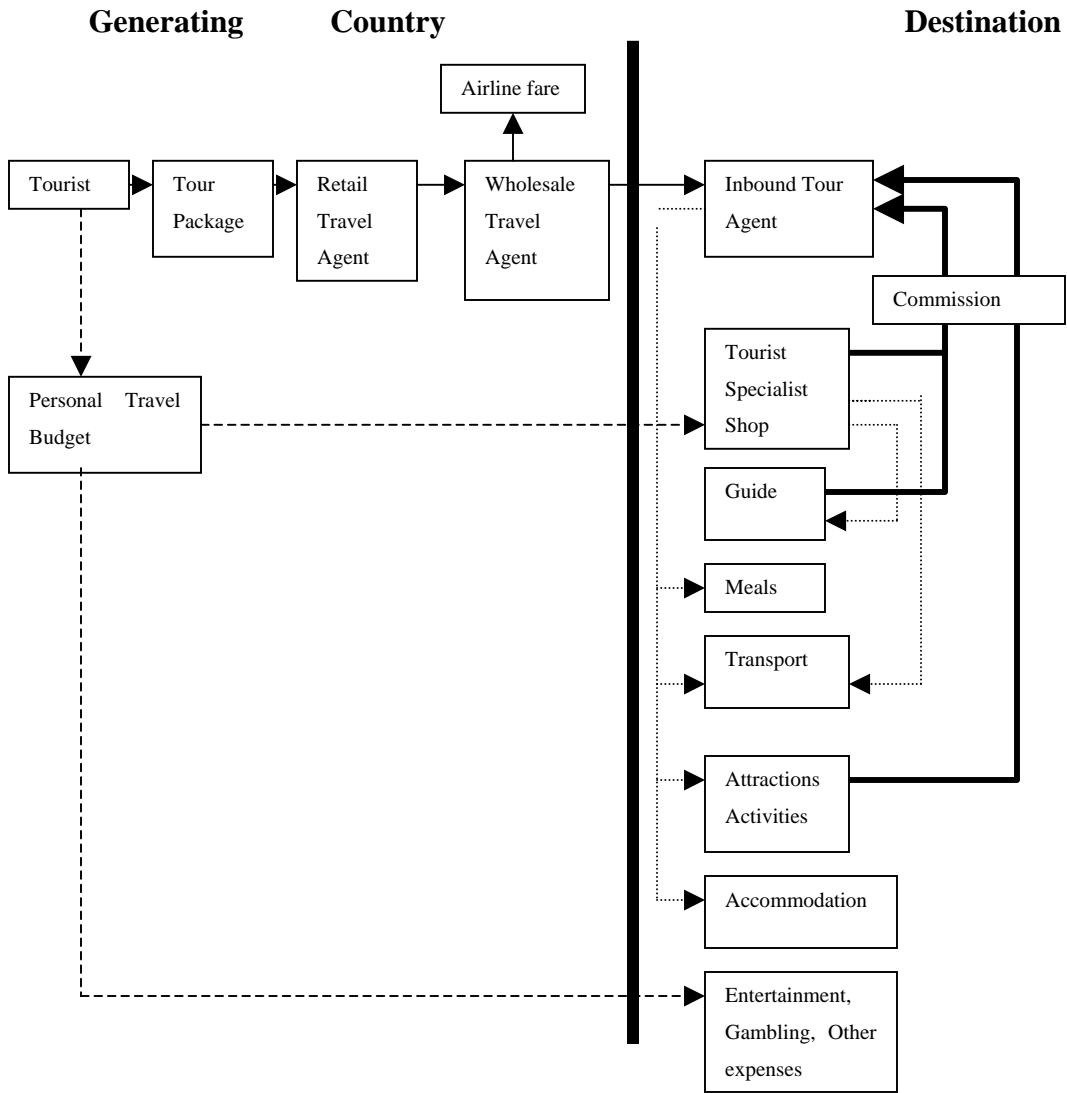 Generating Country Destination
Airline fare
Tourist
Tour
Package
Retail
Travel
Agent
Wholesale
Travel
Agent
Inbound Tour
Agent
Commission
Tourist
Specialist
Shop
Personal Travel
Budget
Guide
Meals
Transport
Attractions
Activities
Accommodation
Entertainment,
Gambling, Other
expenses